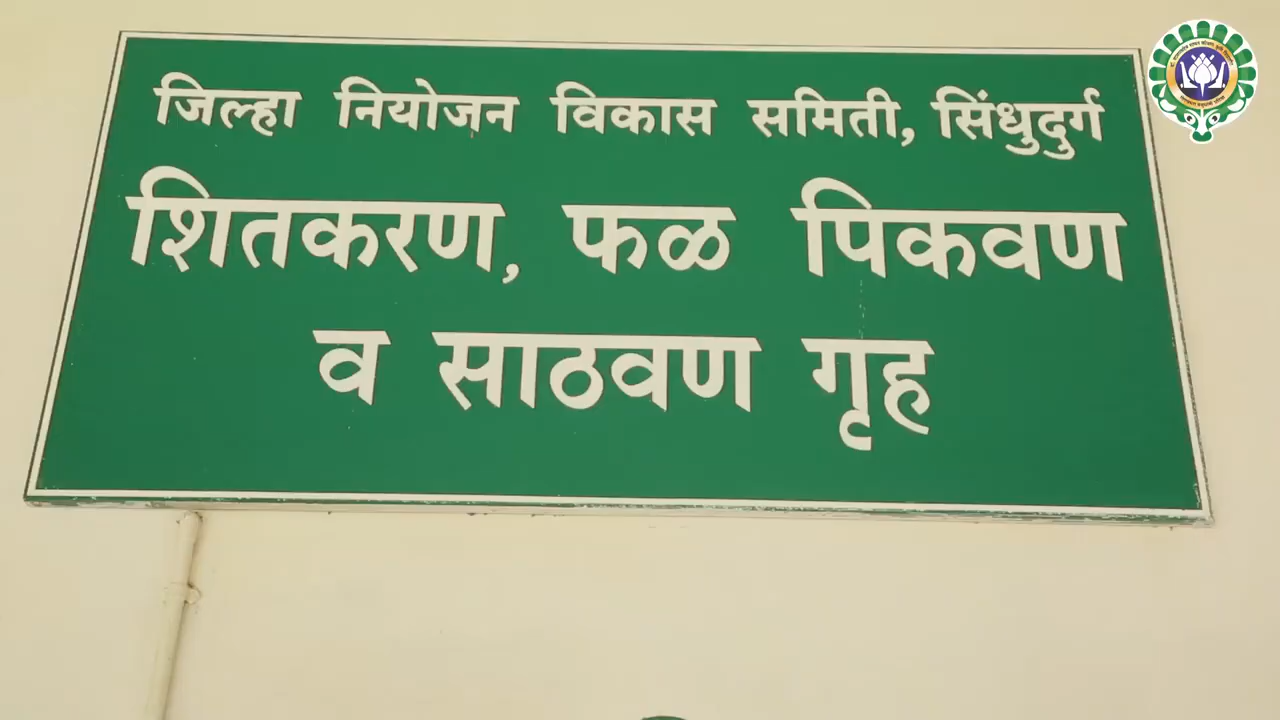 जिल्हा नियोजन विकास समिती, सिंधुदुर्ग
शितकरण, फळ पिकवण
व साठवण गृह